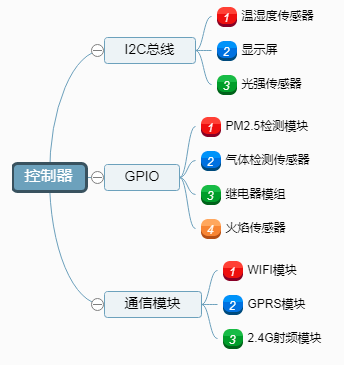 控制器
I2C总线
1 温湿度传感器
2 显示屏
3 光强传感器
GPIO
1 PM2.5检测模块
2 气体检测传感器
3 继电器模组
4 火焰传感器
通信模块
1 WIFI模块
2 GPRS模块
3 2.4G射频模块